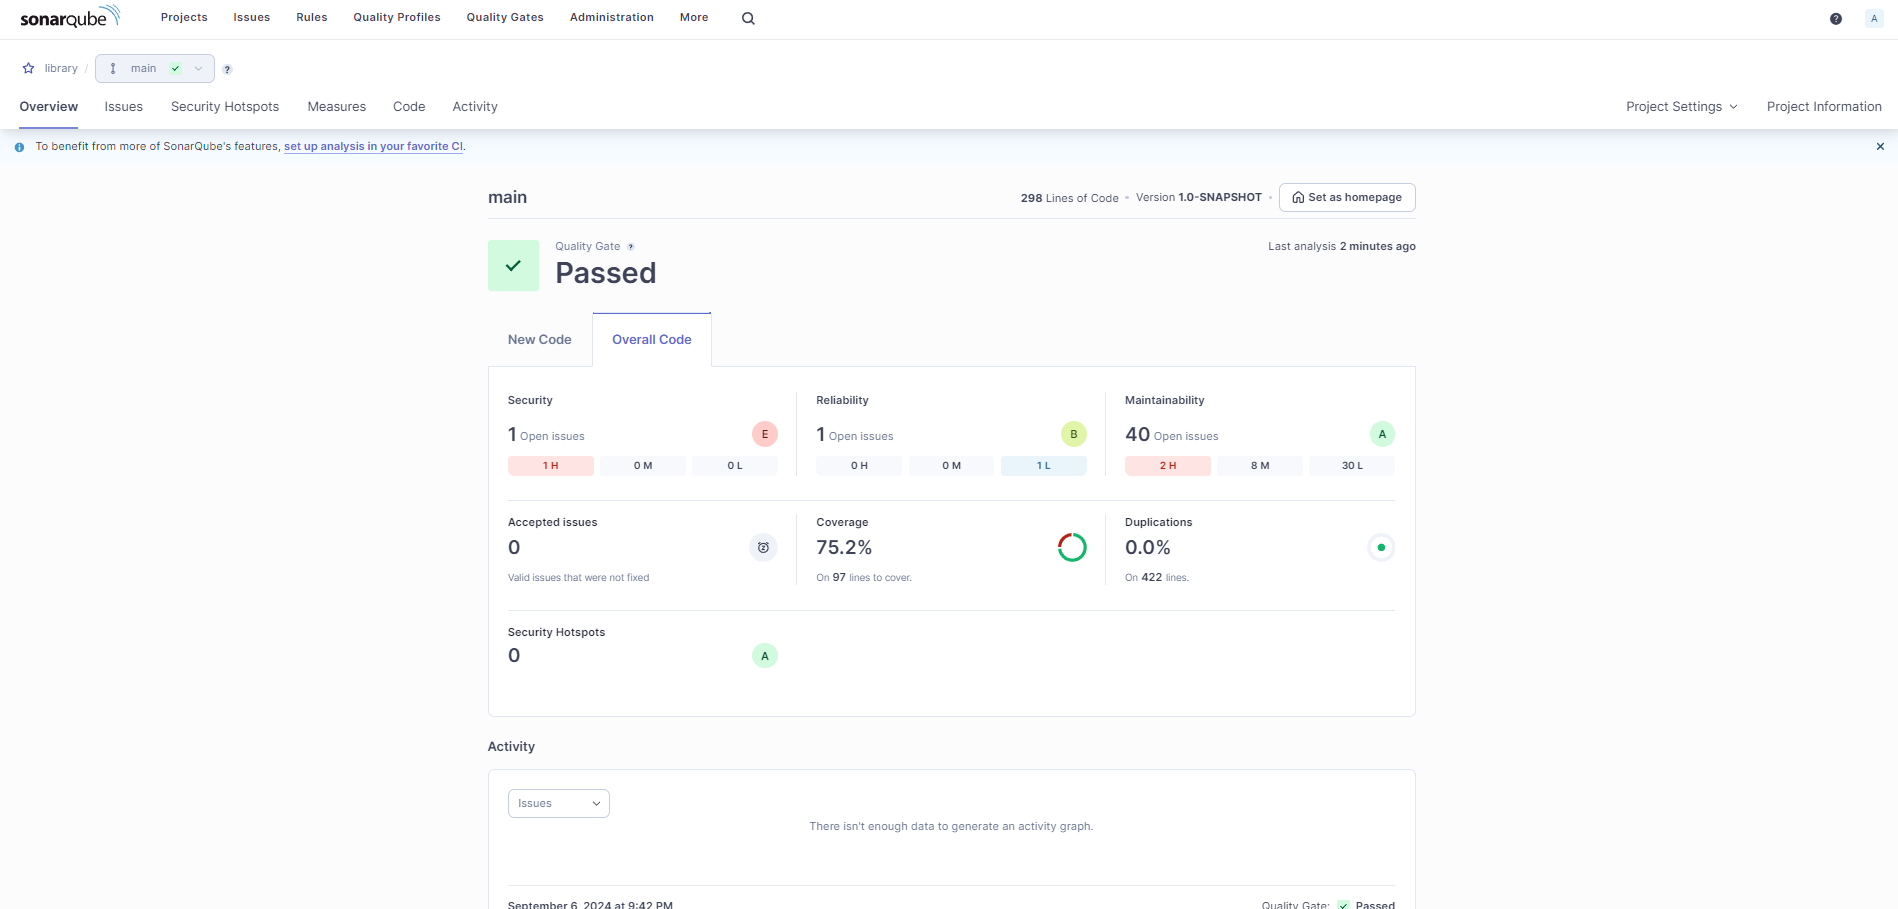 sonarqube Projects Issues Rules Quality Profiles Quality Gates Administration More ? A
library / main ?
Overview Issues Security Hotspots Measures Code Activity Project Settings Project Information
To benefit from more of SonarQube's features, set up analysis in your favorite CI.
main 298 Lines of Code • Version 1.0-SNAPSHOT • Set as homepage
Quality Gate ? Last analysis 2 minutes ago
Passed
New Code Overall Code
Security Reliability Maintainability
1 Open issues E 1 Open issues B 40 Open issues A
1 H 0 M 0 L 0 H 0 M 1 L 2 H 8 M 30 L
Accepted issues Coverage Duplications
0 75.2% 0.0%
Valid issues that were not fixed On 97 lines to cover. On 422 lines.
Security Hotspots
0 A
Activity
Issues
There isn't enough data to generate an activity graph.
September 6, 2024 at 9:42 PM Quality Gate: Passed